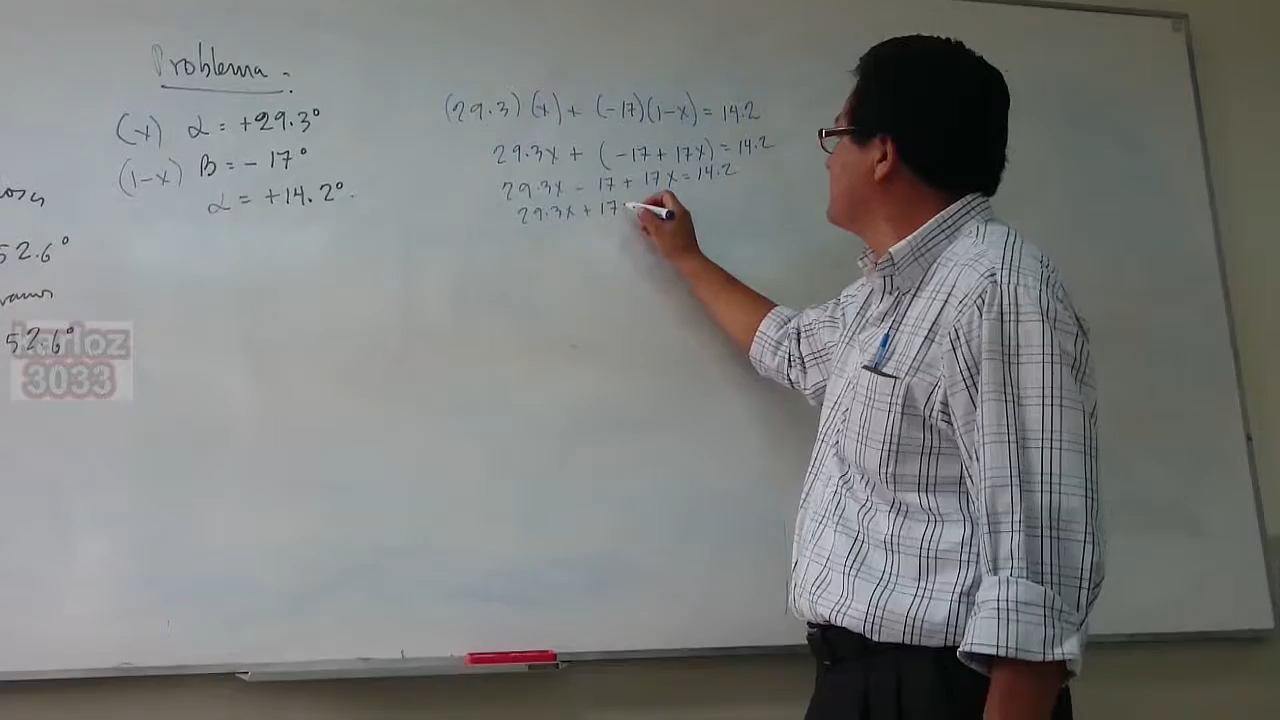 Problema.
(x) α = +29.3°
(1-x) β = - 17°
α = +14.2°.
52.6°
52.6°
karloz
3033
(29.3)(x) + (-17)(1-x) = 14.2
29.3x + (-17 + 17x) = 14.2
29.3x - 17 + 17x = 14.2
29.3x + 17